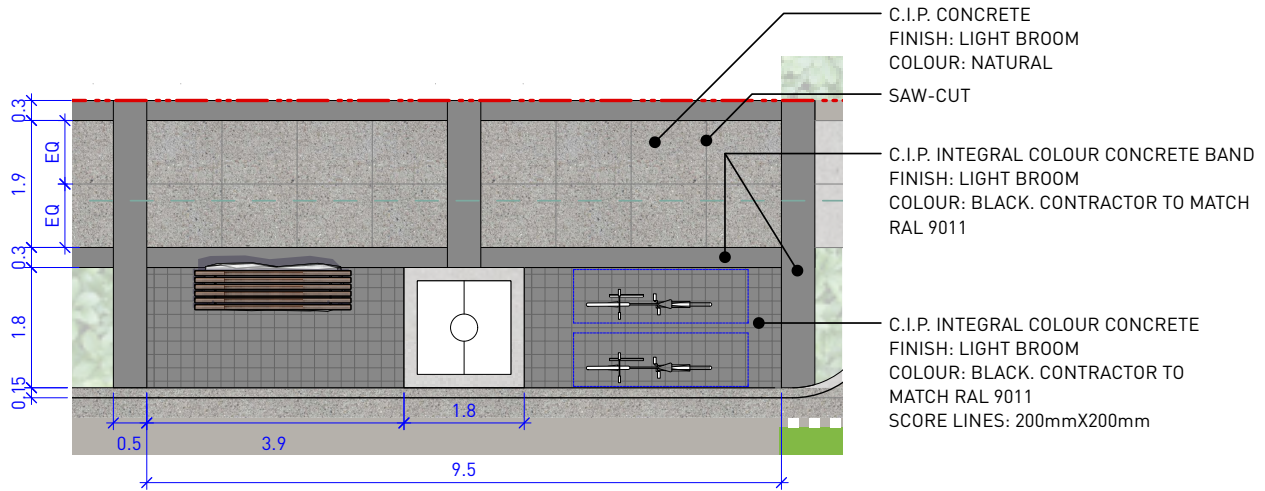 C.I.P. CONCRETE
FINISH: LIGHT BROOM
COLOUR: NATURAL
SAW-CUT
C.I.P. INTEGRAL COLOUR CONCRETE BAND
FINISH: LIGHT BROOM
COLOUR: BLACK. CONTRACTOR TO MATCH
RAL 9011
C.I.P. INTEGRAL COLOUR CONCRETE
FINISH: LIGHT BROOM
COLOUR: BLACK. CONTRACTOR TO
MATCH RAL 9011
SCORE LINES: 200mmX200mm
0.3
EQ
1.9
EQ
0.3
1.8
0.15
0.5
3.9
1.8
9.5